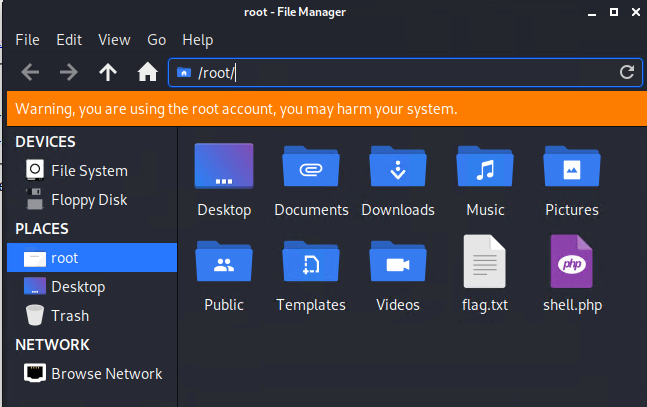 root - File Manager
File Edit View Go Help
/root/
Warning, you are using the root account, you may harm your system.
DEVICES
File System
Floppy Disk
PLACES
root
Desktop
Trash
NETWORK
Browse Network
Desktop Documents Downloads Music Pictures
Public Templates Videos flag.txt shell.php
php